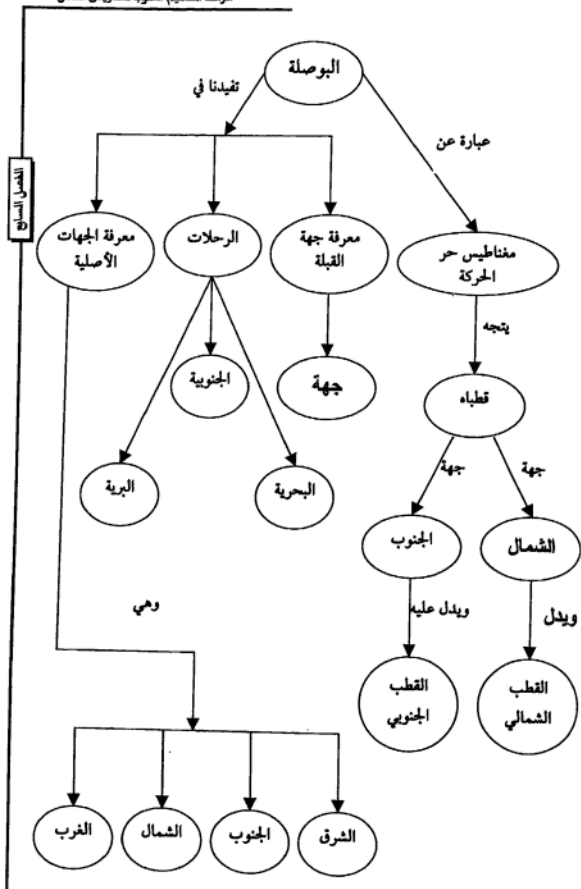 البوصلة
تفيدنا في
عبارة عن
الفصل السابع
معرفة الجهات
الأصلية
الرحلات
معرفة جهة
القبلة
مغناطيس حر
الحركة
يتجه
الجنوبية
جهة
قطباه
البرية
البحرية
جهة
جهة
الجنوب
الشمال
وهي
ويدل عليه
ويدل
القطب
الجنوبي
القطب
الشمالي
الغرب
الشمال
الجنوب
الشرق